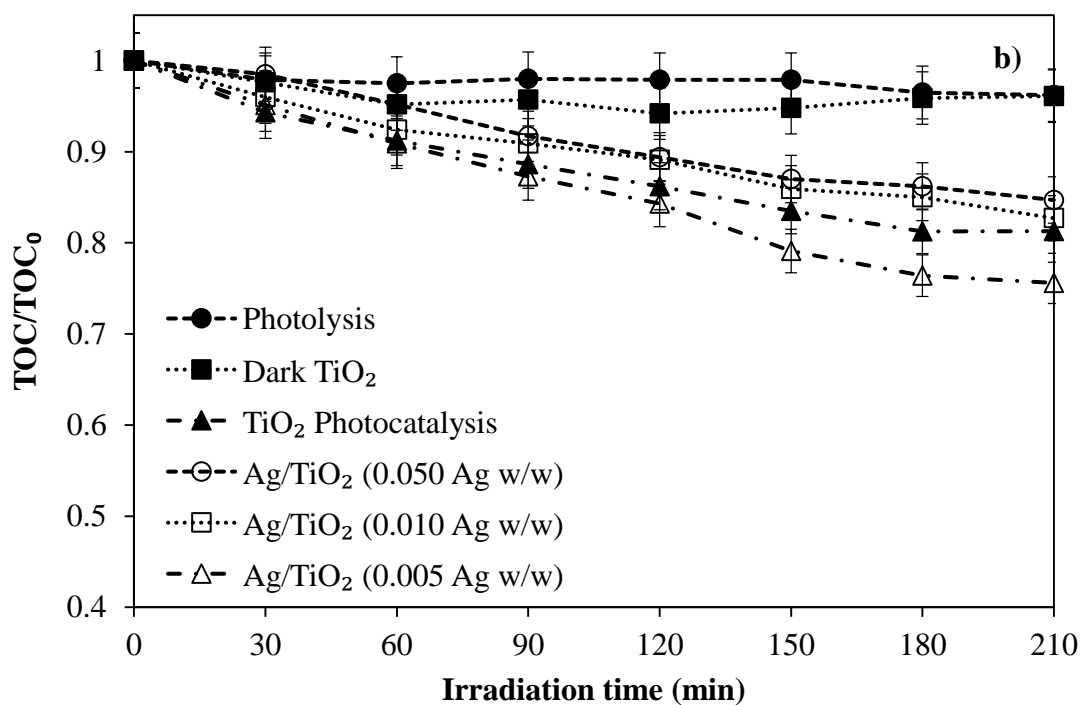 b)
1
0.9
0.8
0.7
0.6
0.5
0.4
TOC/TOC₀
Photolysis
Dark TiO₂
TiO₂ Photocatalysis
Ag/TiO₂ (0.050 Ag w/w)
Ag/TiO₂ (0.010 Ag w/w)
Ag/TiO₂ (0.005 Ag w/w)
0 30 60 90 120 150 180 210
Irradiation time (min)